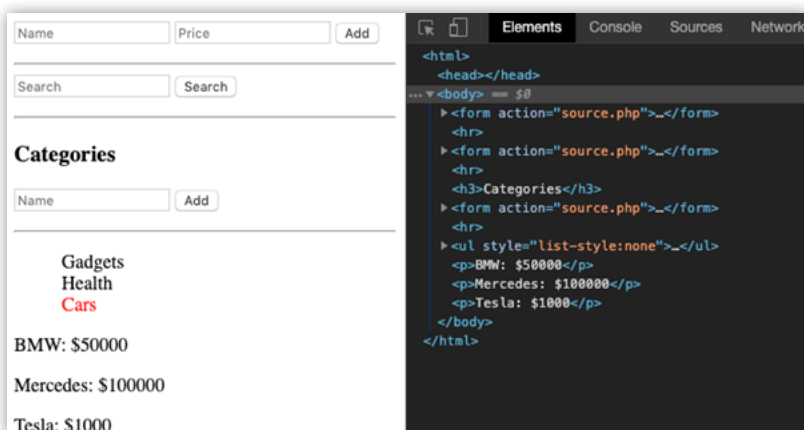 Name Price Add
Search Search
Categories
Name Add
Gadgets
Health
Cars
BMW: $50000
Mercedes: $100000
Tesla: $1000
Elements Console Sources Network
<html>
<head></head>
... ▼<body> == $0
▶<form action="source.php">…</form>
<hr>
▶<form action="source.php">…</form>
<hr>
<h3>Categories</h3>
▶<form action="source.php">…</form>
<hr>
▶<ul style="list-style:none">…</ul>
<p>BMW: $50000</p>
<p>Mercedes: $100000</p>
<p>Tesla: $1000</p>
</body>
</html>